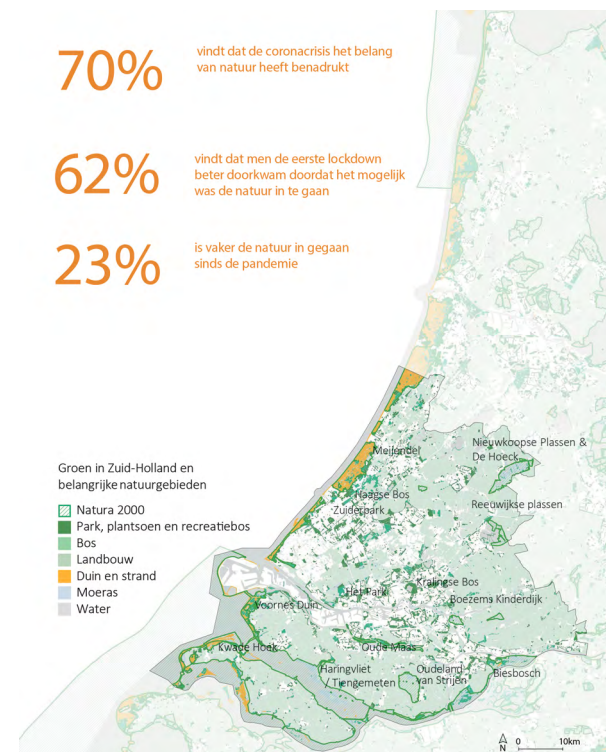 70%
vindt dat de coronacrisis het belang
van natuur heeft benadrukt
62%
vindt dat men de eerste lockdown
beter doorkwam doordat het mogelijk
was de natuur in te gaan
23%
is vaker de natuur in gegaan
sinds de pandemie
Groen in Zuid-Holland en
belangrijke natuurgebieden
Natura 2000
Park, plantsoen en recreatiebos
Bos
Landbouw
Duin en strand
Moeras
Water
Meijendel
Nieuwkoopse Plassen &
De Hoeck
Haagse Bos
Zuiderpark
Reeuwijkse plassen
Kralingse Bos
Het Park
Boezems Kinderdijk
Voornes Duin
Kwade Hoek
Oude Maas
Haringvliet
/ Tiengemeten
Oudeland
van Strijen
Biesbosch
N
0 10km